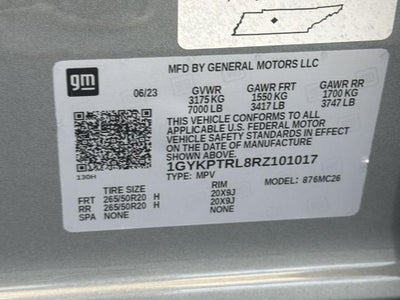 gm
MFD BY GENERAL MOTORS LLC
06/23 GVWR GAWR FRT GAWR RR
3175 KG 1550 KG 1700 KG
7000 LB 3417 LB 3747 LB
THIS VEHICLE CONFORMS TO ALL
APPLICABLE U.S. FEDERAL MOTOR
VEHICLE SAFETY STANDARDS IN EFFECT
ON THE DATE OF MANUFACTURE
SHOWN ABOVE.
1GYKPTRL8RZ101017
130H TYPE: MPV MODEL: 876MC26
TIRE SIZE RIM
FRT 265/50R20 H 20X9J
RR 265/50R20 H 20X9J
SPA NONE NONE